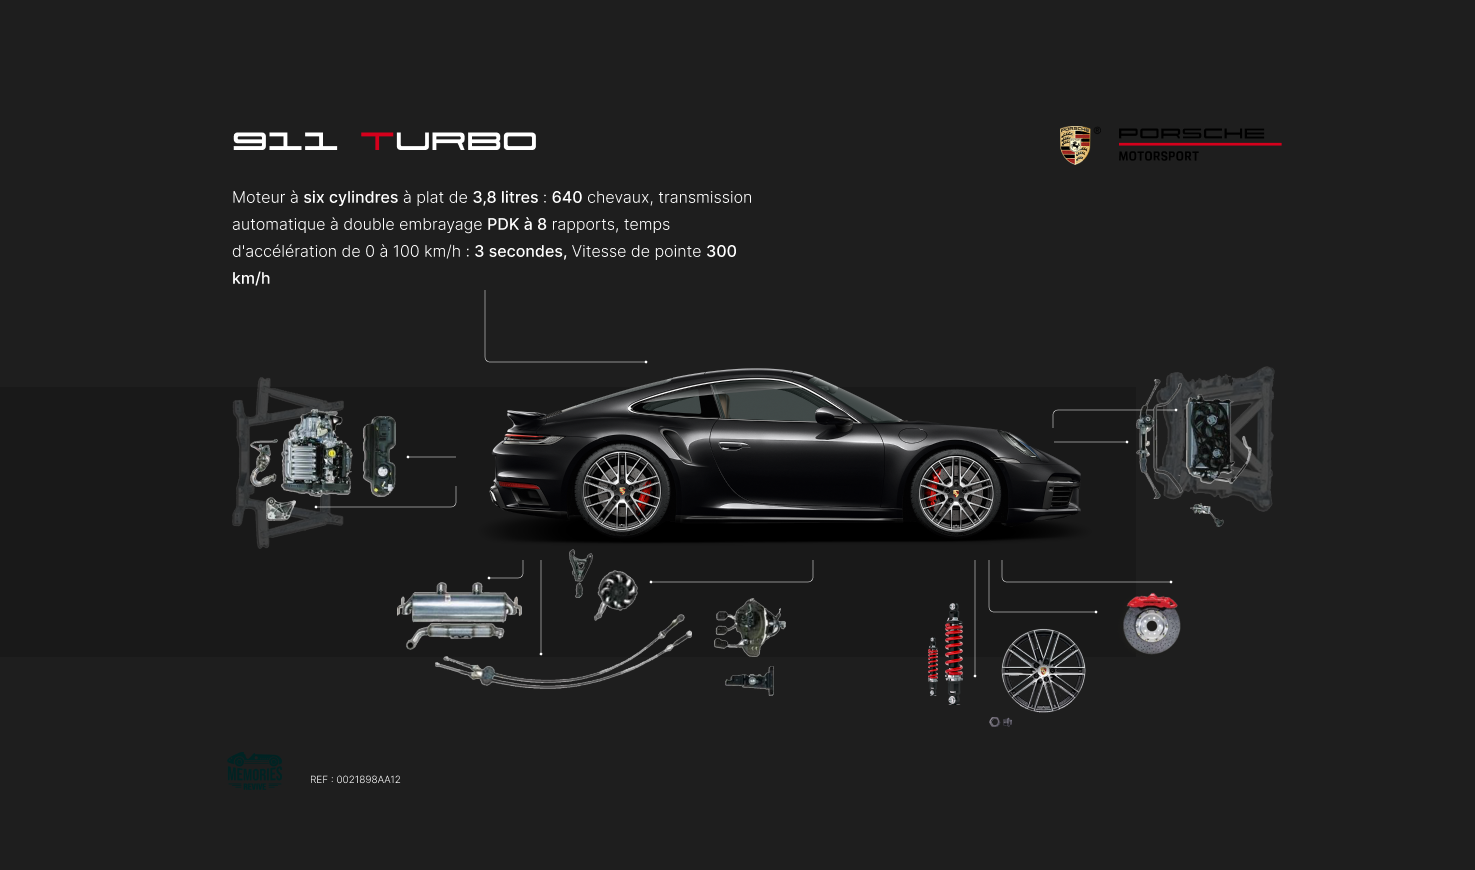 911 TURBO
PORSCHE
PORSCHE
MOTORSPORT
Moteur à six cylindres à plat de 3,8 litres : 640 chevaux, transmission
automatique à double embrayage PDK à 8 rapports, temps
d'accélération de 0 à 100 km/h : 3 secondes, Vitesse de pointe 300
km/h
REF : 0021898AA12